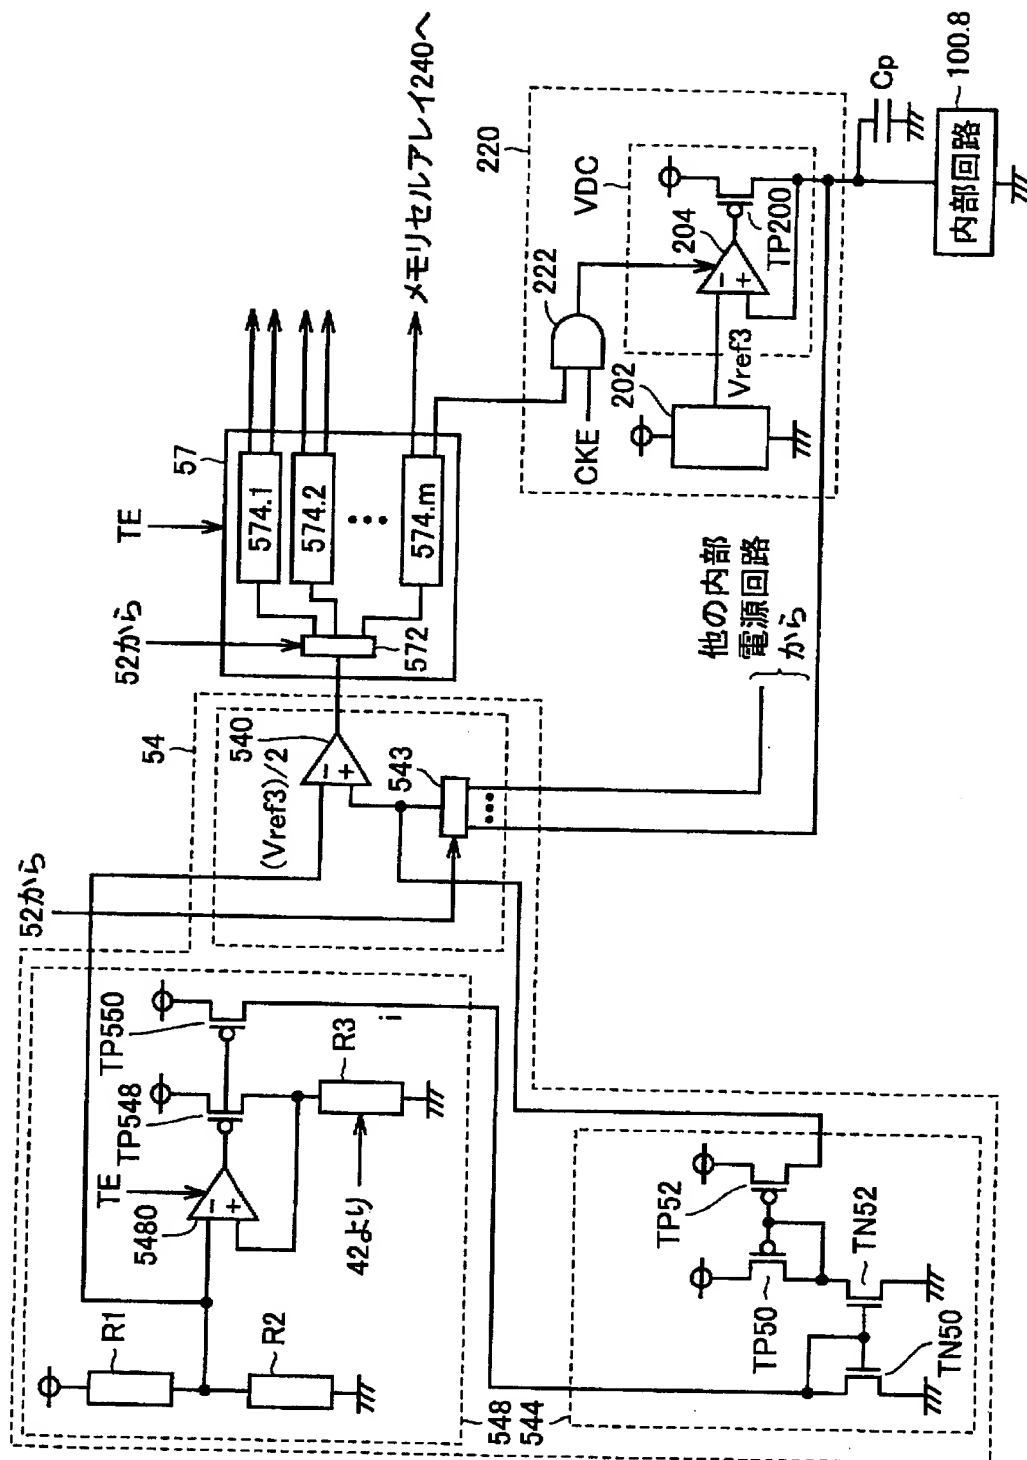 R1
R2
5480
TE
TP548
TP550
R3
42より
i
548
544
TP50
TP52
TN50
TN52
52から
54
(Vref3)/2
540
543
52から
TE
57
572
574.1
574.2
574.m
メモリセルアレイ240へ
他の内部
電源回路
から
220
222
CKE
202
Vref3
VDC
204
TP200
Cp
100.8
内部回路